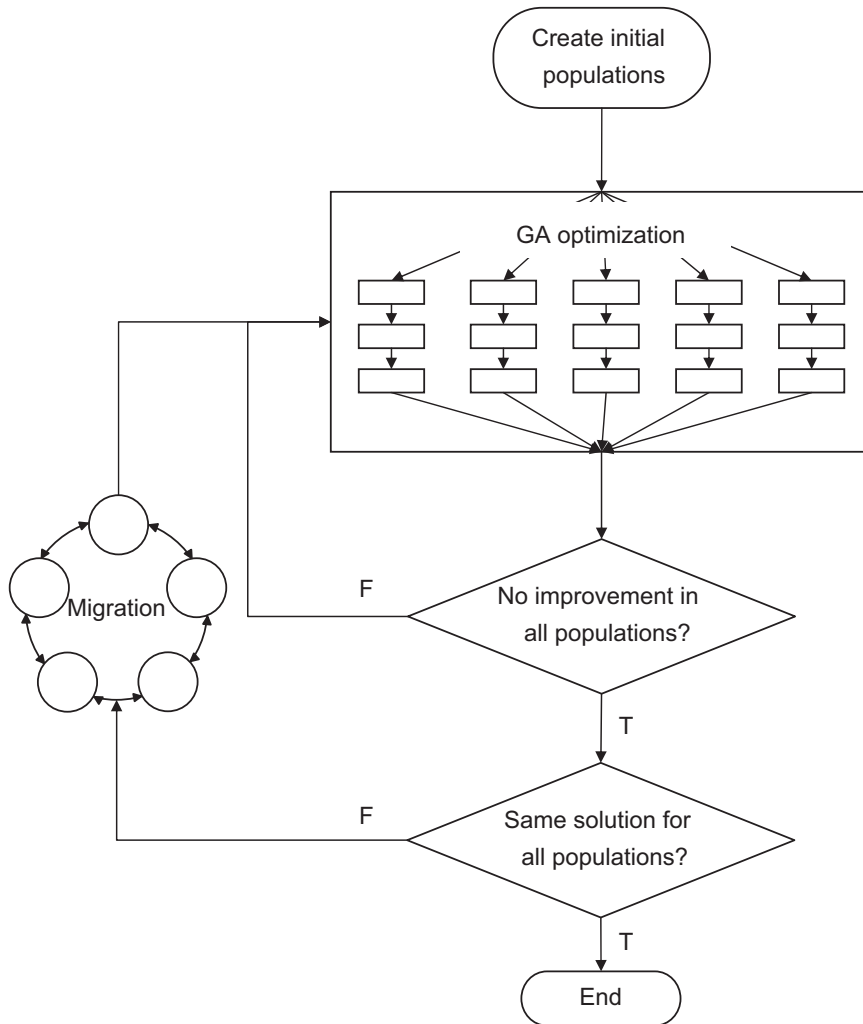 Create initial
populations
GA optimization
No improvement in
all populations?
F
Migration
T
Same solution for
all populations?
F
T
End